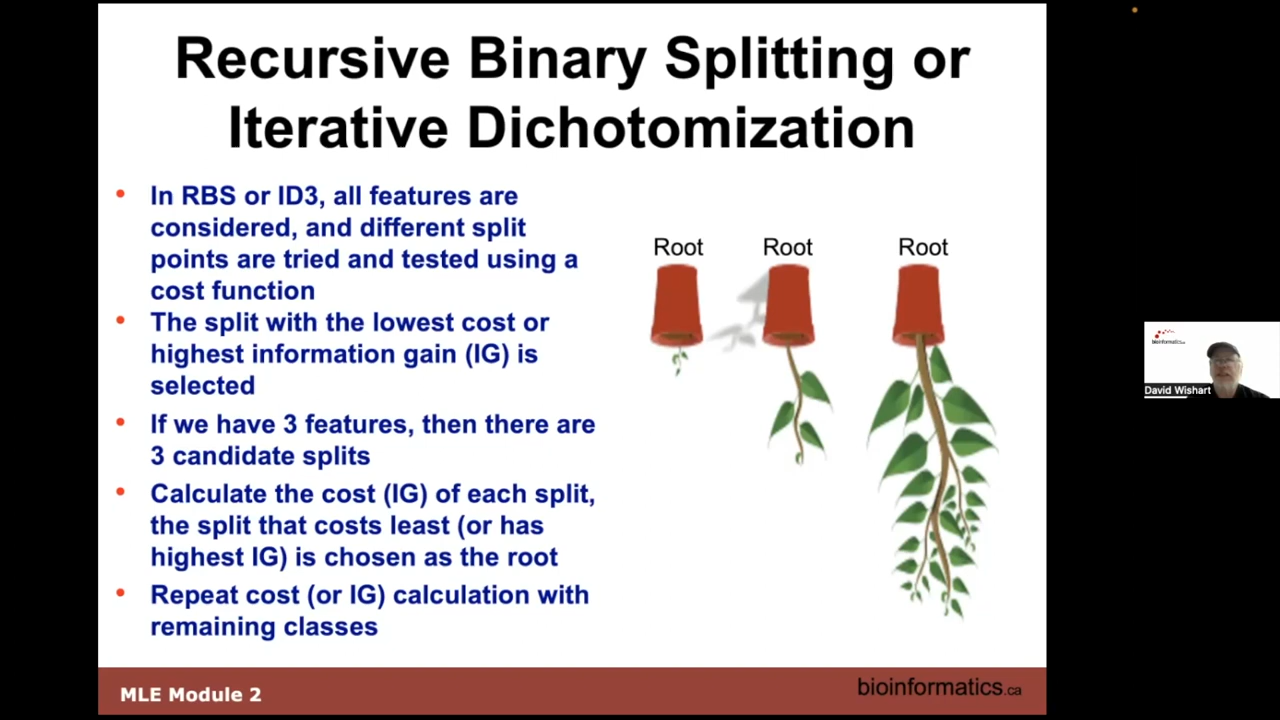 Recursive Binary Splitting or
Iterative Dichotomization
• In RBS or ID3, all features are
considered, and different split
points are tried and tested using a
cost function
• The split with the lowest cost or
highest information gain (IG) is
selected
• If we have 3 features, then there are
3 candidate splits
• Calculate the cost (IG) of each split,
the split that costs least (or has
highest IG) is chosen as the root
• Repeat cost (or IG) calculation with
remaining classes
Root Root Root
MLE Module 2
bioinformatics.ca
bioinformatics.ca
David Wishart